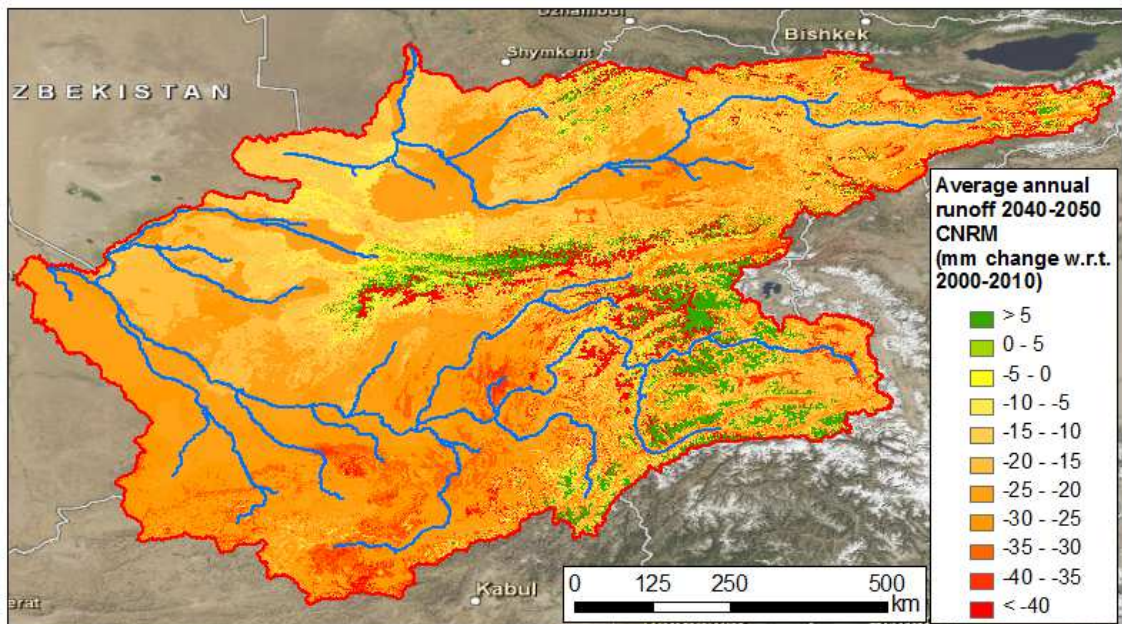 Dzhambul
Bishkek
Shymkent
ZBEKISTAN
Average annual
runoff 2040-2050
CNRM
(mm change w.r.t.
2000-2010)
> 5
0 - 5
-5 - 0
-10 - -5
-15 - -10
-20 - -15
-25 - -20
-30 - -25
-35 - -30
-40 - -35
< -40
Kabul
erat
0 125 250 500
km